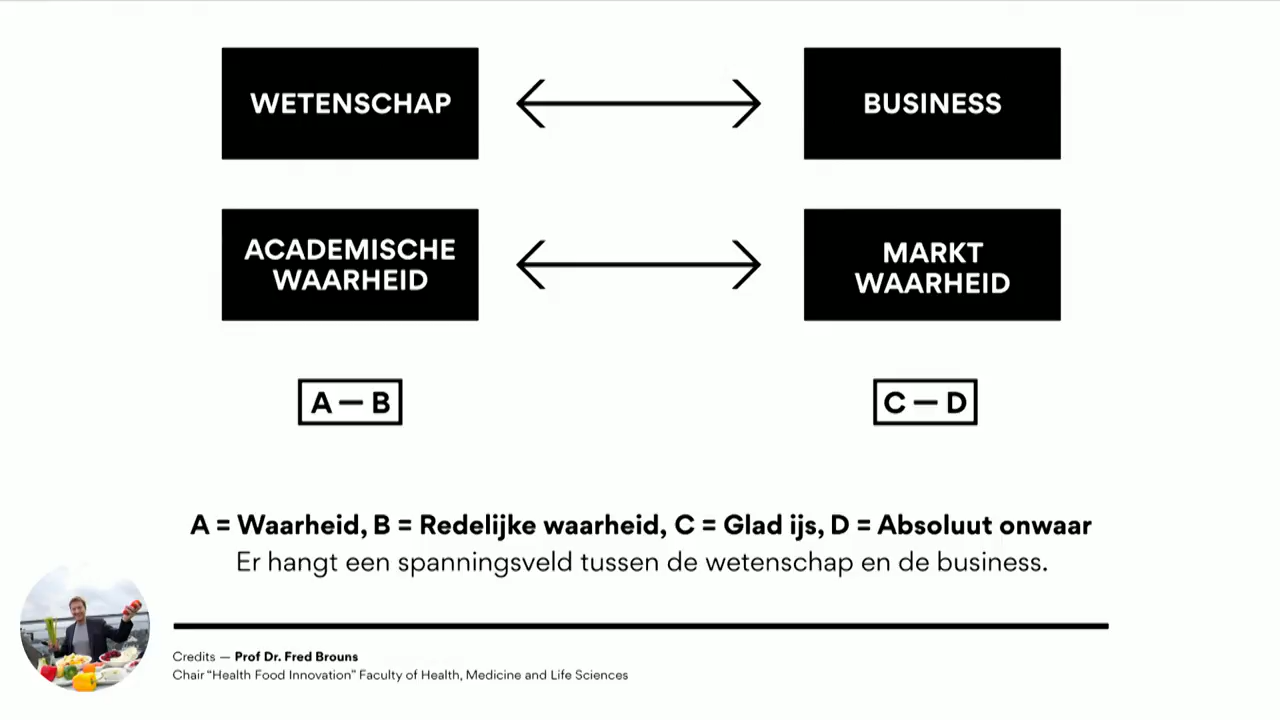 WETENSCHAP
BUSINESS
ACADEMISCHE
WAARHEID
MARKT
WAARHEID
A — B
C — D
A = Waarheid, B = Redelijke waarheid, C = Glad ijs, D = Absoluut onwaar
Er hangt een spanningsveld tussen de wetenschap en de business.
Credits — Prof Dr. Fred Brouns
Chair "Health Food Innovation" Faculty of Health, Medicine and Life Sciences